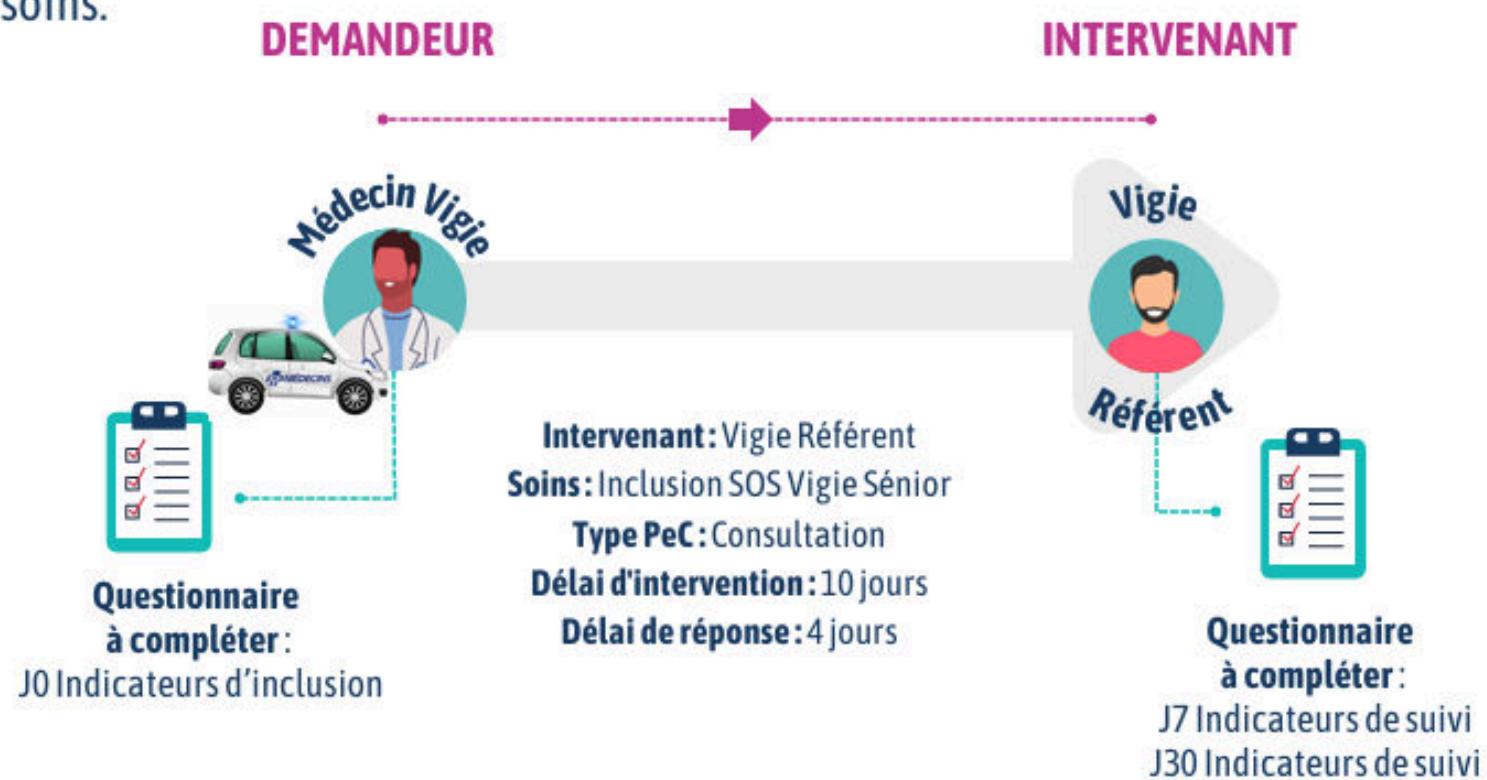 soins.
DEMANDEUR
INTERVENANT
Médecin Vigie
Vigie
Référent
MEDECINS
Intervenant : Vigie Référent
Soins : Inclusion SOS Vigie Sénior
Type PeC : Consultation
Délai d'intervention : 10 jours
Délai de réponse : 4 jours
Questionnaire
à compléter :
J0 Indicateurs d’inclusion
Questionnaire
à compléter :
J7 Indicateurs de suivi
J30 Indicateurs de suivi